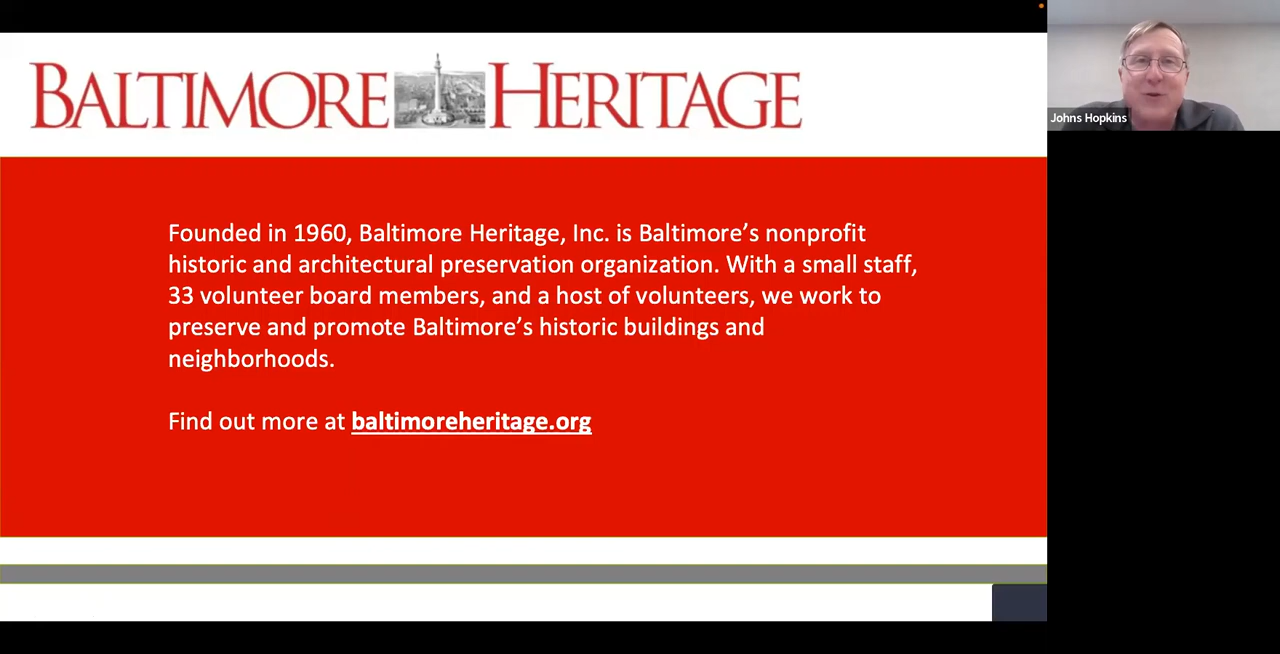 BALTIMORE HERITAGE
Johns Hopkins
Founded in 1960, Baltimore Heritage, Inc. is Baltimore’s nonprofit
historic and architectural preservation organization. With a small staff,
33 volunteer board members, and a host of volunteers, we work to
preserve and promote Baltimore’s historic buildings and
neighborhoods.
Find out more at baltimoreheritage.org